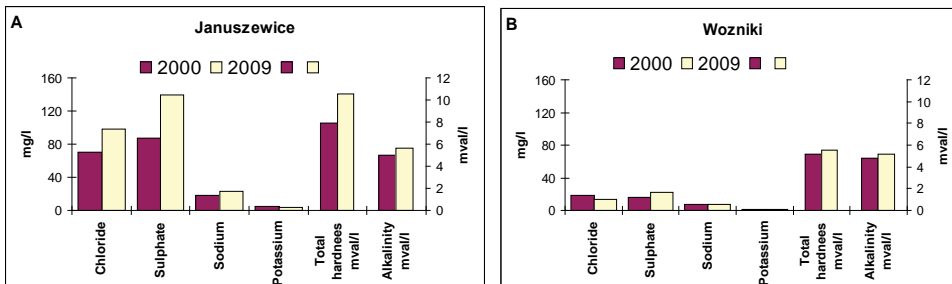 A
Januszewice
2000 2009
160
120
80
40
0
mg/l
12
10
8
6
4
2
0
mval/l
Chloride
Sulphate
Sodium
Potassium
Total
hardnees
mval/l
Alkalinity
mval/l
B
Wozniki
2000 2009
160
120
80
40
0
mg/l
12
10
8
6
4
2
0
mval/l
Chloride
Sulphate
Sodium
Potassium
Total
hardnees
mval/l
Alkalinity
mval/l